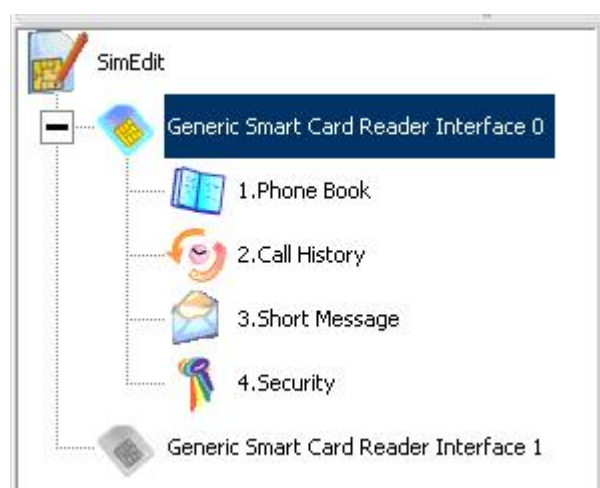 SimEdit
Generic Smart Card Reader Interface 0
1.Phone Book
2.Call History
3.Short Message
4.Security
Generic Smart Card Reader Interface 1